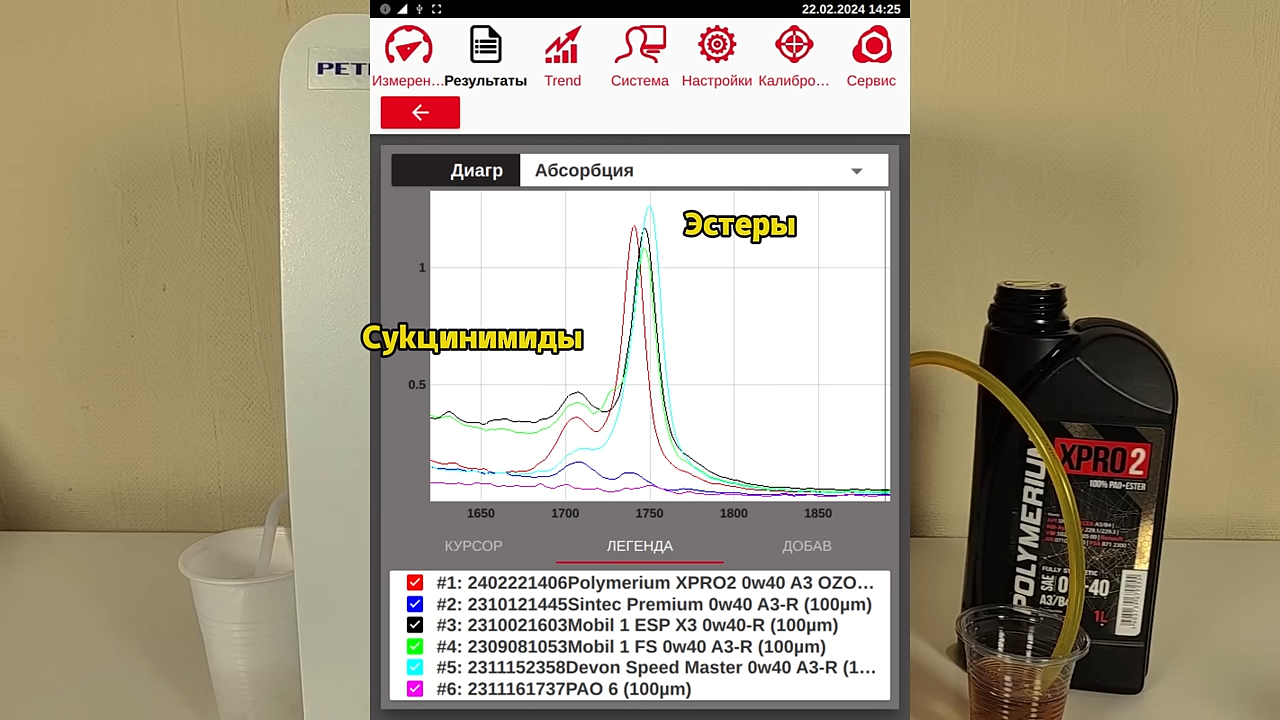 22.02.2024 14:25
PET
Измерен...
Результаты
Trend
Система
Настройки
Калибро...
Сервис
Диагр
Абсорбция
Эстеры
Сукцинимиды
1
0.5
1650
1700
1750
1800
1850
КУРСОР
ЛЕГЕНДА
ДОБАВ
#1: 2402221406Polymerium XPRO2 0w40 A3 OZO...
#2: 2310121445Sintec Premium 0w40 A3-R (100µm)
#3: 2310021603Mobil 1 ESP X3 0w40-R (100µm)
#4: 2309081053Mobil 1 FS 0w40 A3-R (100µm)
#5: 2311152358Devon Speed Master 0w40 A3-R (1...
#6: 2311161737PAO 6 (100µm)
POLYMERIUM
XPRO2
100% PAO+ESTER
FULLY
SAE
-40
A3/B4
1L